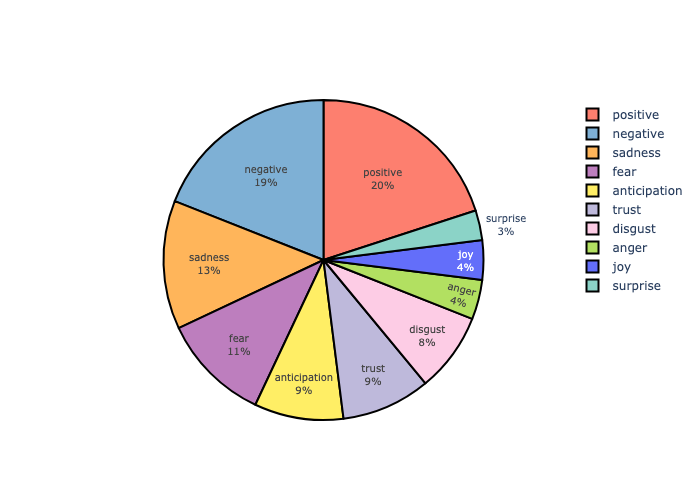 positive
20%
negative
19%
sadness
13%
fear
11%
anticipation
9%
trust
9%
disgust
8%
anger
4%
joy
4%
surprise
3%
positive
negative
sadness
fear
anticipation
trust
disgust
anger
joy
surprise